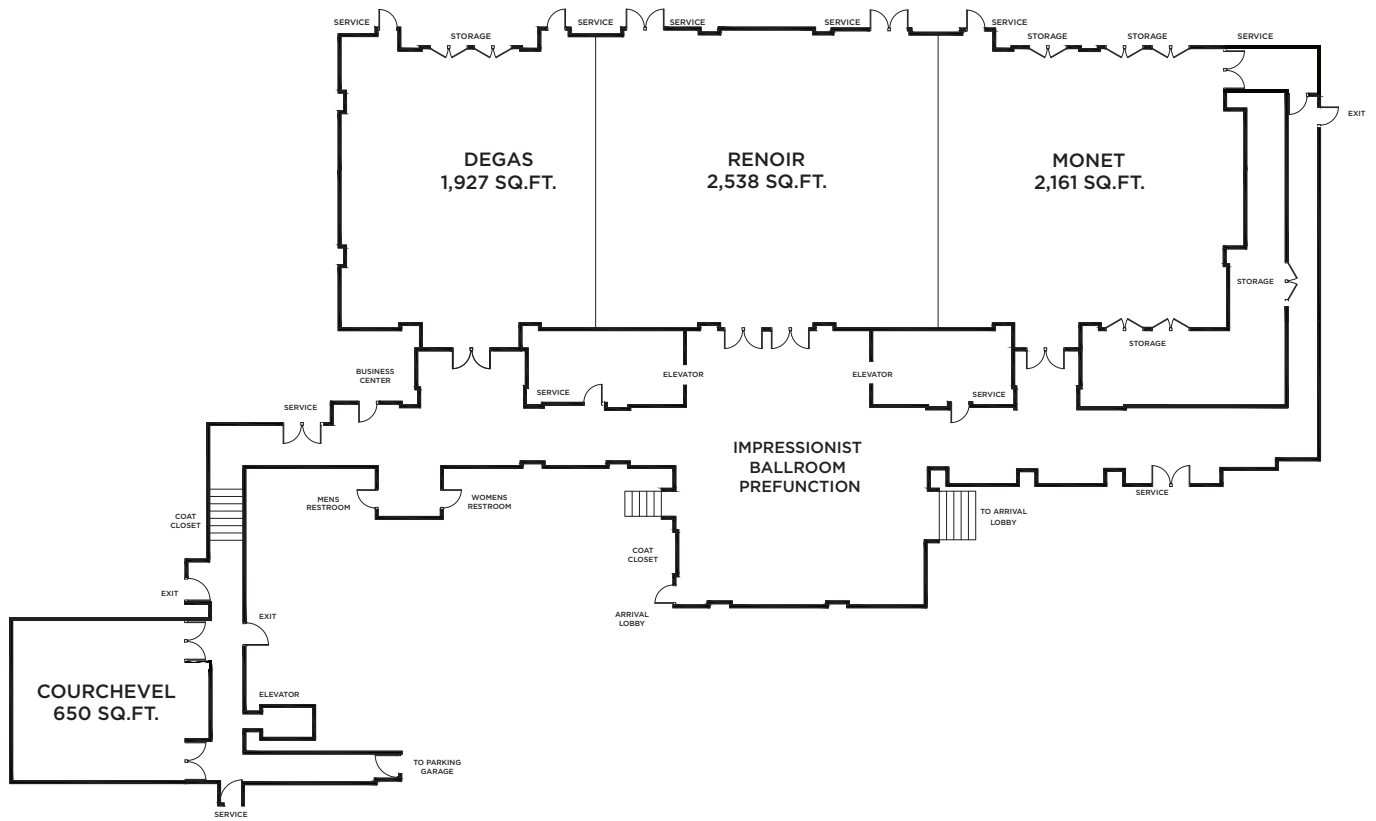 SERVICE
STORAGE
SERVICE
SERVICE
SERVICE
SERVICE
STORAGE
STORAGE
SERVICE
EXIT
DEGAS
1,927 SQ.FT.
RENOIR
2,538 SQ.FT.
MONET
2,161 SQ.FT.
STORAGE
STORAGE
BUSINESS
CENTER
SERVICE
ELEVATOR
ELEVATOR
SERVICE
SERVICE
IMPRESSIONIST
BALLROOM
PREFUNCTION
MENS
RESTROOM
WOMENS
RESTROOM
SERVICE
COAT
CLOSET
TO ARRIVAL
LOBBY
COAT
CLOSET
EXIT
ARRIVAL
LOBBY
EXIT
COURCHEVEL
650 SQ.FT.
ELEVATOR
TO PARKING
GARAGE
SERVICE